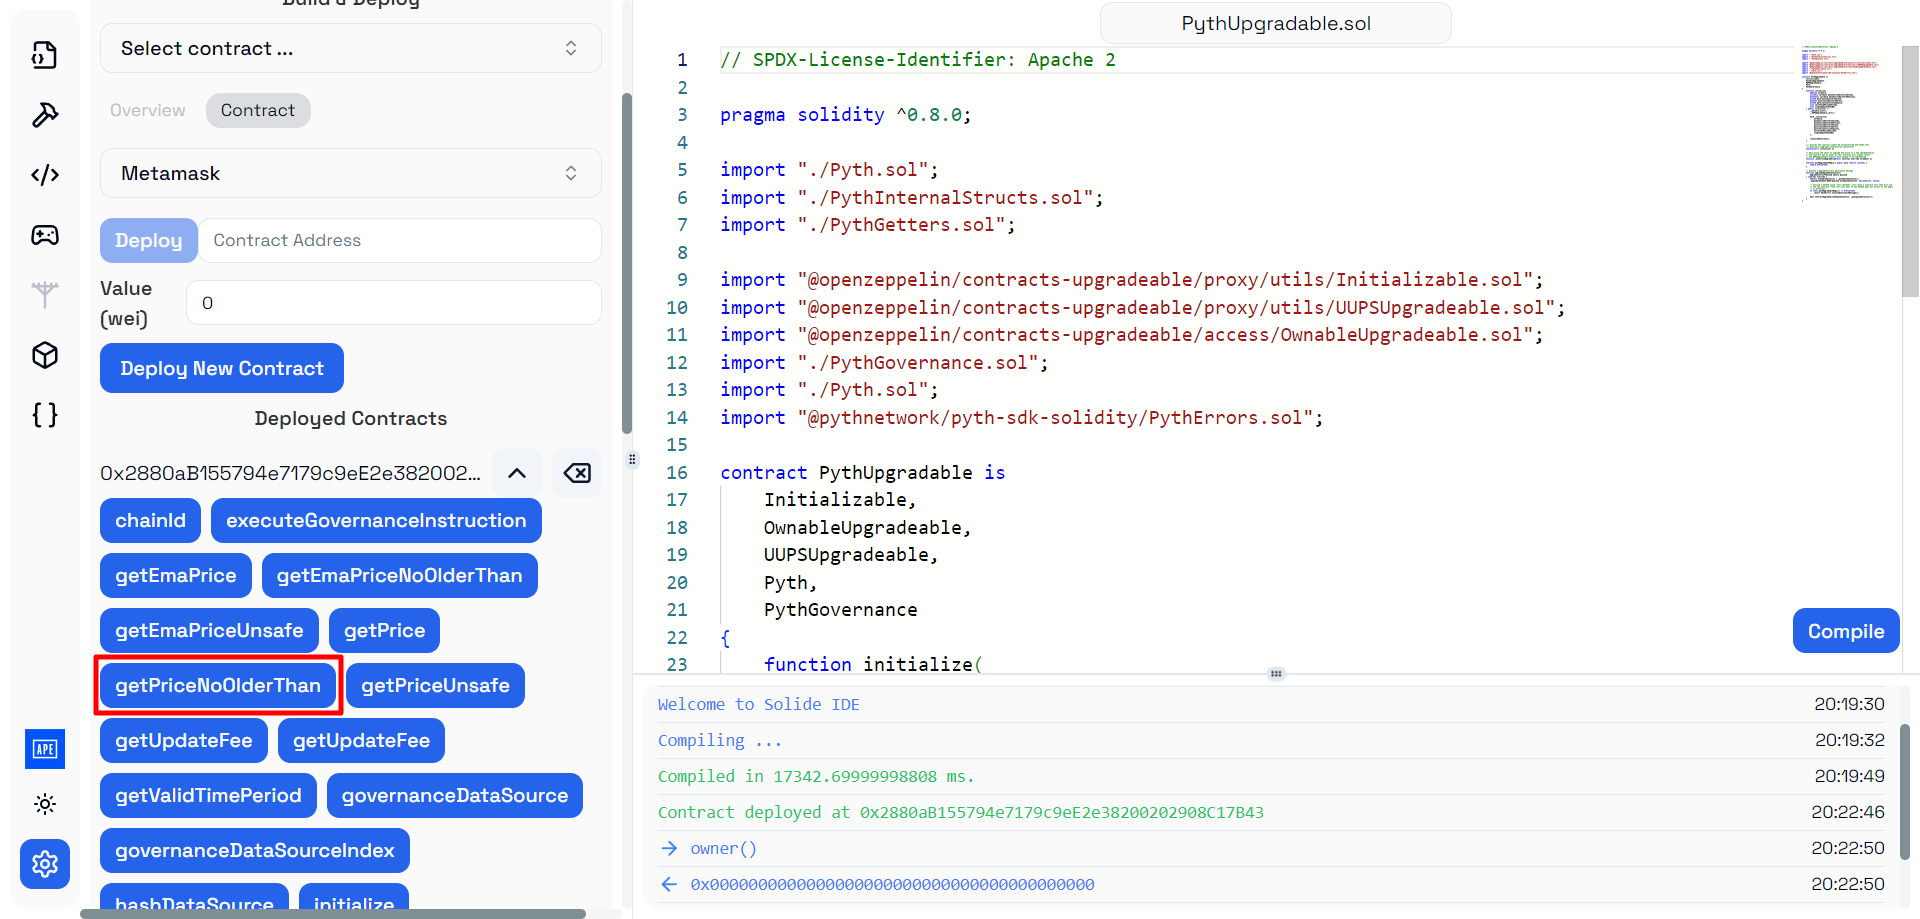 Build & Deploy
Select contract ...
Overview
Contract
Metamask
Deploy
Contract Address
Value
(wei)
0
Deploy New Contract
Deployed Contracts
0x2880aB155794e7179c9eE2e382002...
chainId
executeGovernanceInstruction
getEmaPrice
getEmaPriceNoOlderThan
getEmaPriceUnsafe
getPrice
getPriceNoOlderThan
getPriceUnsafe
getUpdateFee
getUpdateFee
getValidTimePeriod
governanceDataSource
governanceDataSourceIndex
hashDataSource
initialize
APE
PythUpgradable.sol
1 // SPDX-License-Identifier: Apache 2
2
3 pragma solidity ^0.8.0;
4
5 import "./Pyth.sol";
6 import "./PythInternalStructs.sol";
7 import "./PythGetters.sol";
8
9 import "@openzeppelin/contracts-upgradeable/proxy/utils/Initializable.sol";
10 import "@openzeppelin/contracts-upgradeable/proxy/utils/UUPSUpgradeable.sol";
11 import "@openzeppelin/contracts-upgradeable/access/OwnableUpgradeable.sol";
12 import "./PythGovernance.sol";
13 import "./Pyth.sol";
14 import "@pythnetwork/pyth-sdk-solidity/PythErrors.sol";
15
16 contract PythUpgradable is
17 Initializable,
18 OwnableUpgradeable,
19 UUPSUpgradeable,
20 Pyth,
21 PythGovernance
22 {
23 function initialize(
Compile
Welcome to Solide IDE 20:19:30
Compiling ... 20:19:32
Compiled in 17342.69999998808 ms. 20:19:49
Contract deployed at 0x2880aB155794e7179c9eE2e38200202908C17B43 20:22:46
→ owner() 20:22:50
← 0x0000000000000000000000000000000000000000 20:22:50